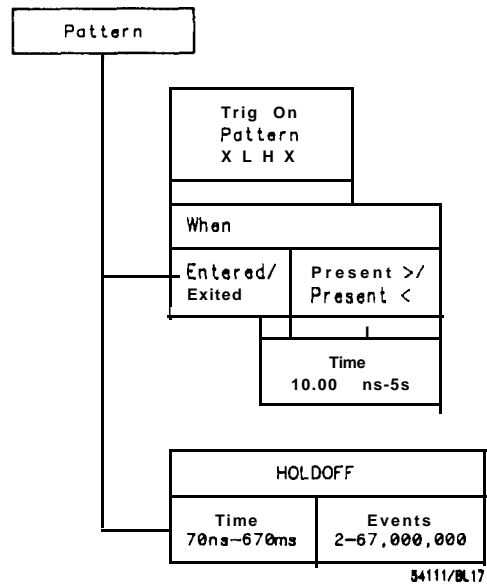 Pattern
Trig On
Pattern
X L H X
When
Entered/
Exited
Present >/
Present <
Time
10.00 ns-5s
HOLDOFF
Time
70ns-670ms
Events
2-67,000,000
54111/BL17